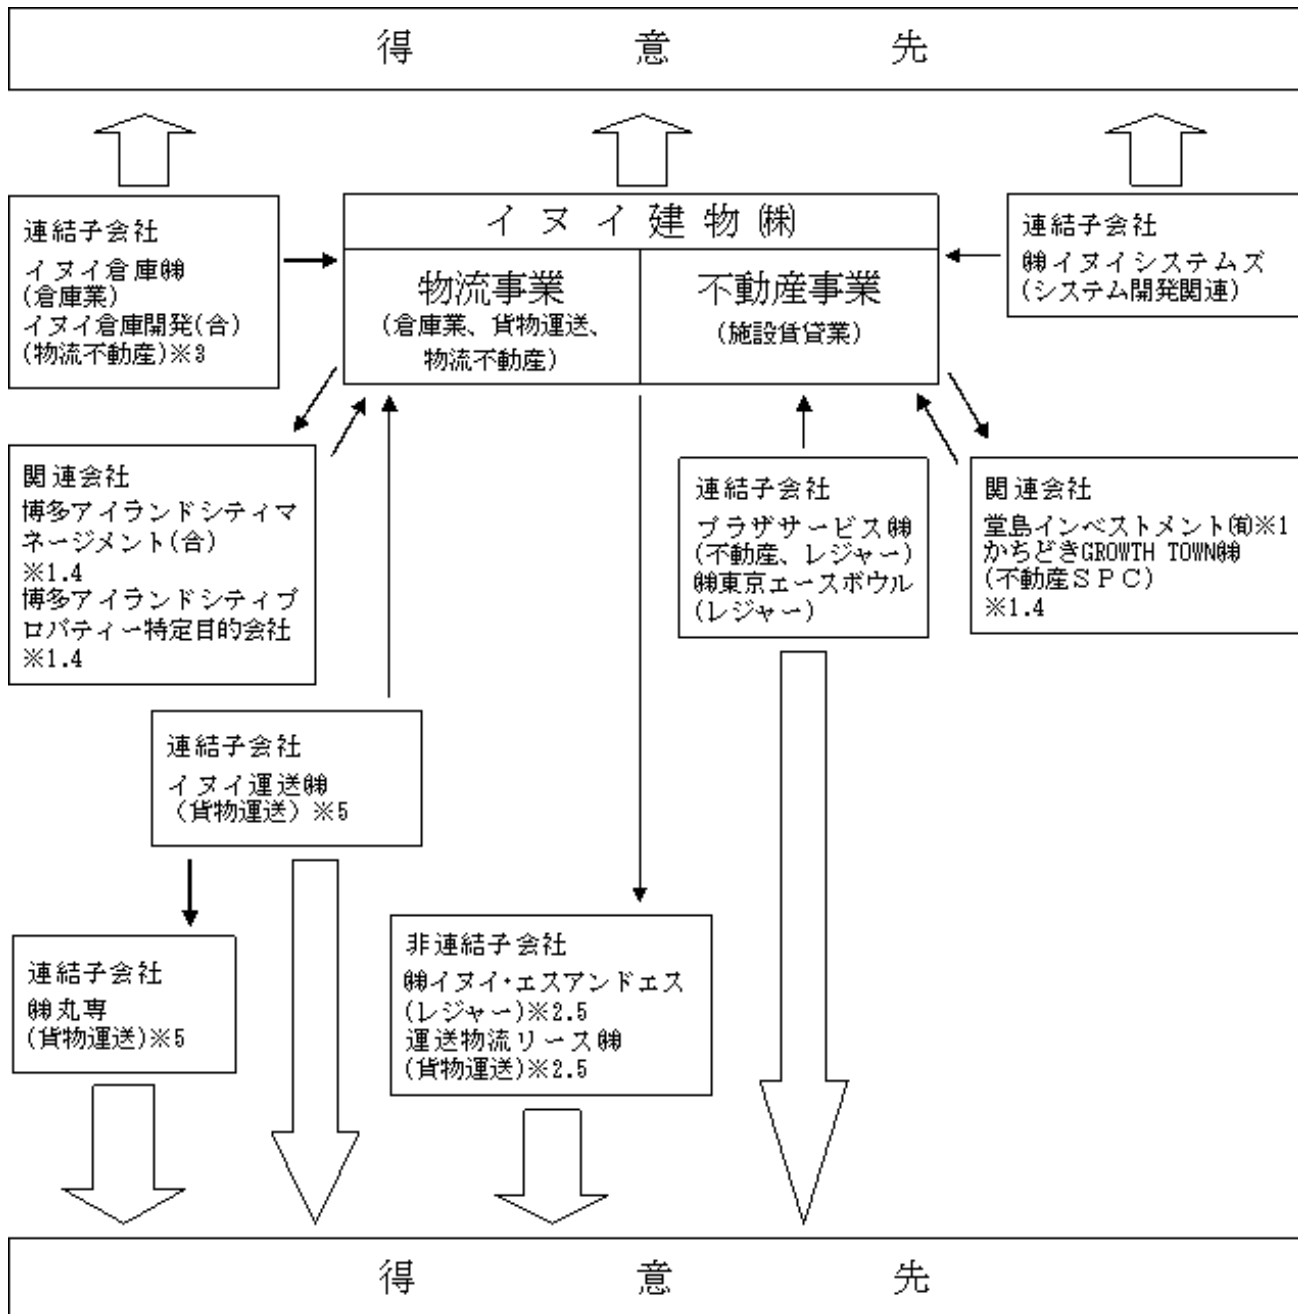 得意先
イヌイ建物㈱
連結子会社
イヌイ倉庫㈱
(倉庫業)
イヌイ倉庫開発(合)
(物流不動産)※3
物流事業
(倉庫業、貨物運送、
物流不動産)
不動産事業
(施設賃貸業)
連結子会社
㈱イヌイシステムズ
(システム開発関連)
関連会社
博多アイランドシティマ
ネージメント(合)
※1.4
博多アイランドシティプ
ロパティー特定目的会社
※1.4
連結子会社
プラザサービス㈱
(不動産、レジャー)
㈱東京エースボウル
(レジャー)
関連会社
堂島インベストメント㈲※1
かちどきGROWTH TOWN㈱
(不動産SPC)
※1.4
連結子会社
イヌイ運送㈱
(貨物運送)※5
連結子会社
㈱丸専
(貨物運送)※5
非連結子会社
㈱イヌイ・エスアンドエス
(レジャー)※2.5
運送物流リース㈱
(貨物運送)※2.5
得意先